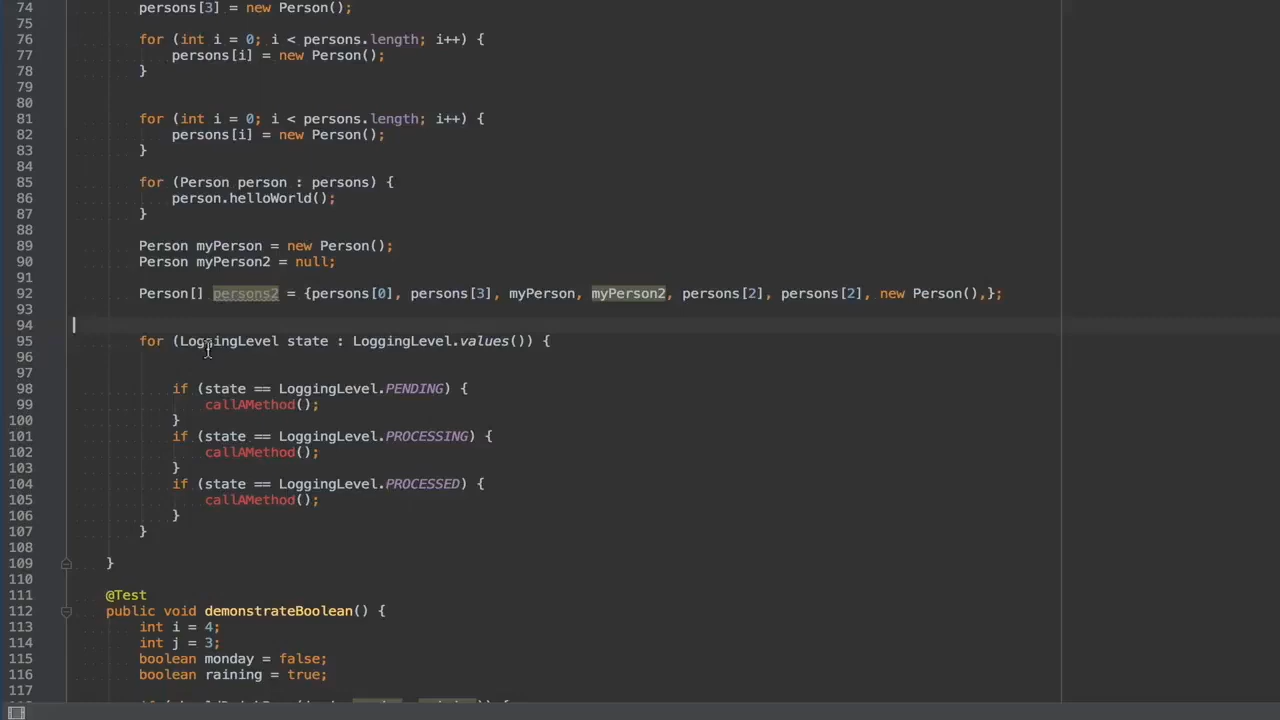 74 persons[3] = new Person();
75
76 for (int i = 0; i < persons.length; i++) {
77 persons[i] = new Person();
78 }
79
80
81 for (int i = 0; i < persons.length; i++) {
82 persons[i] = new Person();
83 }
84
85 for (Person person : persons) {
86 person.helloWorld();
87 }
88
89 Person myPerson = new Person();
90 Person myPerson2 = null;
91
92 Person[] persons2 = {persons[0], persons[3], myPerson, myPerson2, persons[2], persons[2], new Person(),};
93
94
95 for (LoggingLevel state : LoggingLevel.values()) {
96
97
98 if (state == LoggingLevel.PENDING) {
99 callAMethod();
100 }
101 if (state == LoggingLevel.PROCESSING) {
102 callAMethod();
103 }
104 if (state == LoggingLevel.PROCESSED) {
105 callAMethod();
106 }
107 }
108
109 }
110
111 @Test
112 public void demonstrateBoolean() {
113 int i = 4;
114 int j = 3;
115 boolean monday = false;
116 boolean raining = true;
117